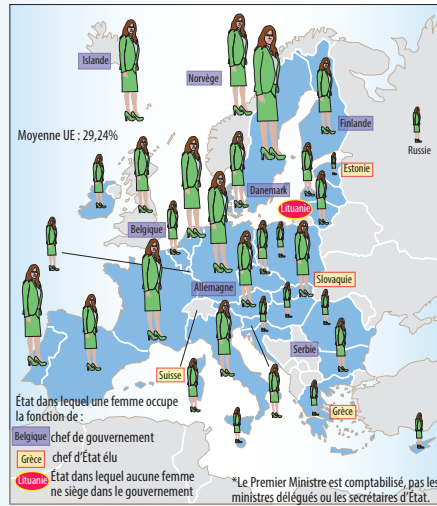 Islande
Norvège
Finlande
Moyenne UE : 29,24%
Russie
Estonie
Danemark
Lituanie
Belgique
Slovaquie
Allemagne
Serbie
Suisse
Grèce
État dans lequel une femme occupe
la fonction de :
Belgique chef de gouvernement
Grèce chef d'État élu
Lituanie État dans lequel aucune femme
ne siège dans le gouvernement
*Le Premier Ministre est comptabilisé, pas les
ministres délégués ou les secrétaires d'État.